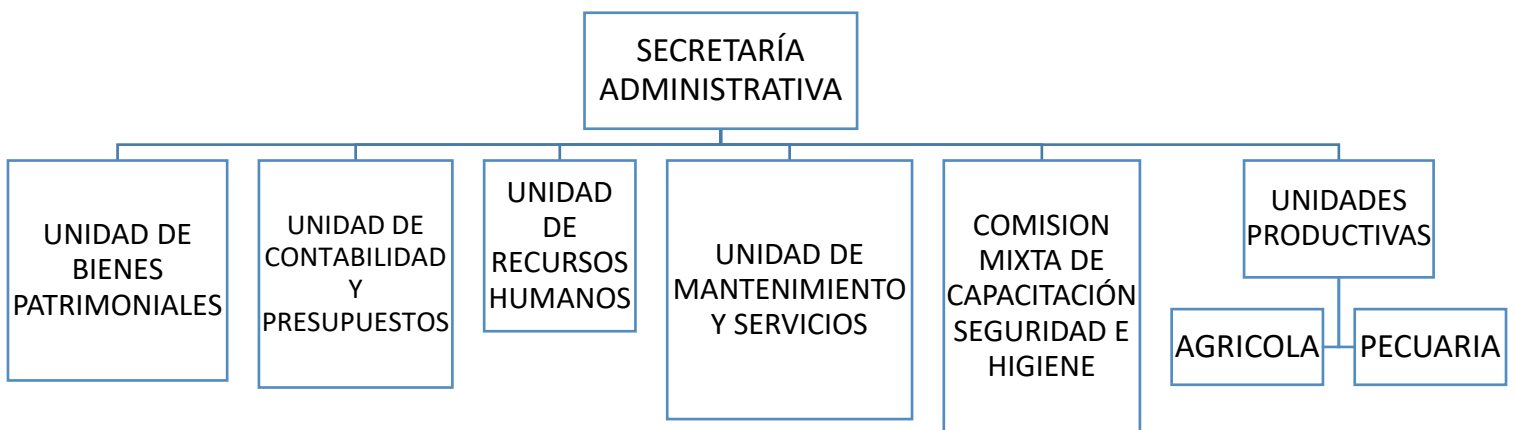 SECRETARÍA
ADMINISTRATIVA
UNIDAD DE
BIENES
PATRIMONIALES
UNIDAD DE
CONTABILIDAD
Y
PRESUPUESTOS
UNIDAD
DE
RECURSOS
HUMANOS
UNIDAD DE
MANTENIMIENTO
Y SERVICIOS
COMISION
MIXTA DE
CAPACITACIÓN
SEGURIDAD E
HIGIENE
UNIDADES
PRODUCTIVAS
AGRICOLA
PECUARIA